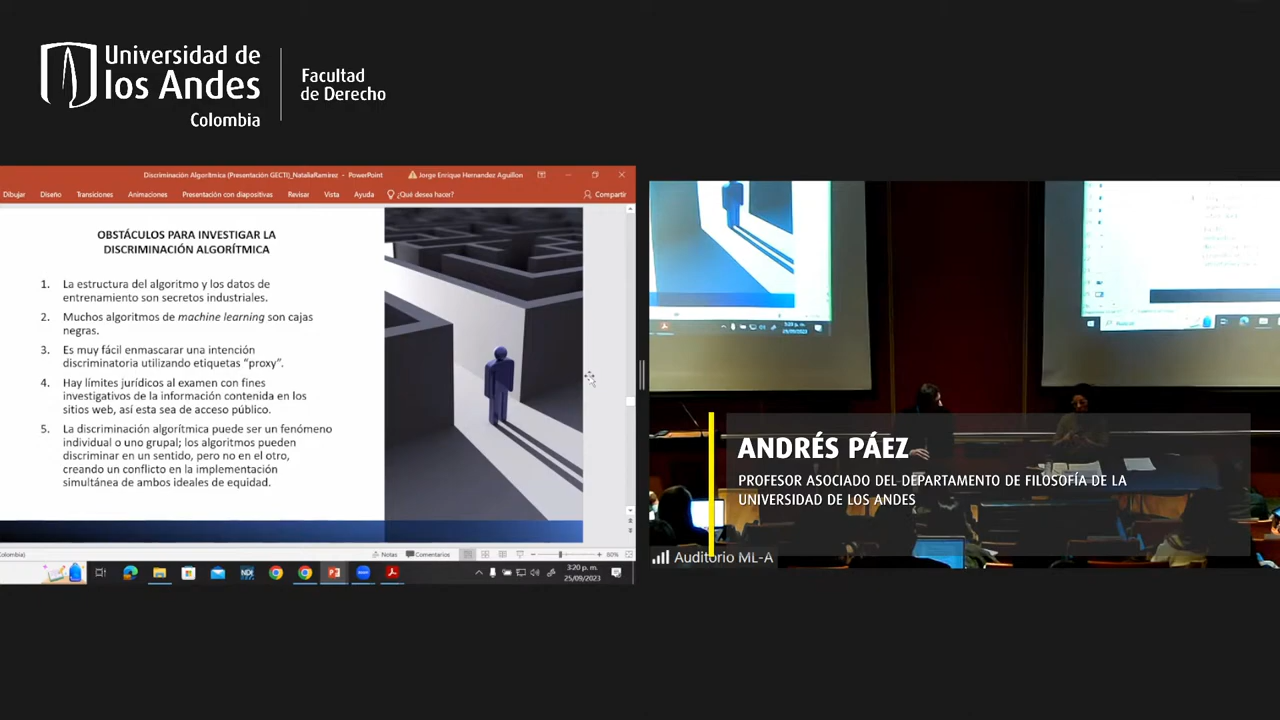 Universidad de
los Andes
Colombia
Facultad
de Derecho
Discriminación Algorítmica (Presentación GECTI)_NataliaRamírez - PowerPoint
Jorge Enrique Hernandez Aguillon
Dibujar Diseño Transiciones Animaciones Presentación con diapositivas Revisar Vista Ayuda ¿Qué desea hacer? Compartir
OBSTÁCULOS PARA INVESTIGAR LA
DISCRIMINACIÓN ALGORÍTMICA
1. La estructura del algoritmo y los datos de
entrenamiento son secretos industriales.
2. Muchos algoritmos de machine learning son cajas
negras.
3. Es muy fácil enmascarar una intención
discriminatoria utilizando etiquetas “proxy”.
4. Hay límites jurídicos al examen con fines
investigativos de la información contenida en los
sitios web, así esta sea de acceso público.
5. La discriminación algorítmica puede ser un fenómeno
individual o uno grupal; los algoritmos pueden
discriminar en un sentido, pero no en el otro,
creando un conflicto en la implementación
simultánea de ambos ideales de equidad.
Colombia) Notas Comentarios 60%
3:20 p. m.
25/09/2023
ANDRÉS PÁEZ
PROFESOR ASOCIADO DEL DEPARTAMENTO DE FILOSOFÍA DE LA
UNIVERSIDAD DE LOS ANDES
Auditorio ML-A